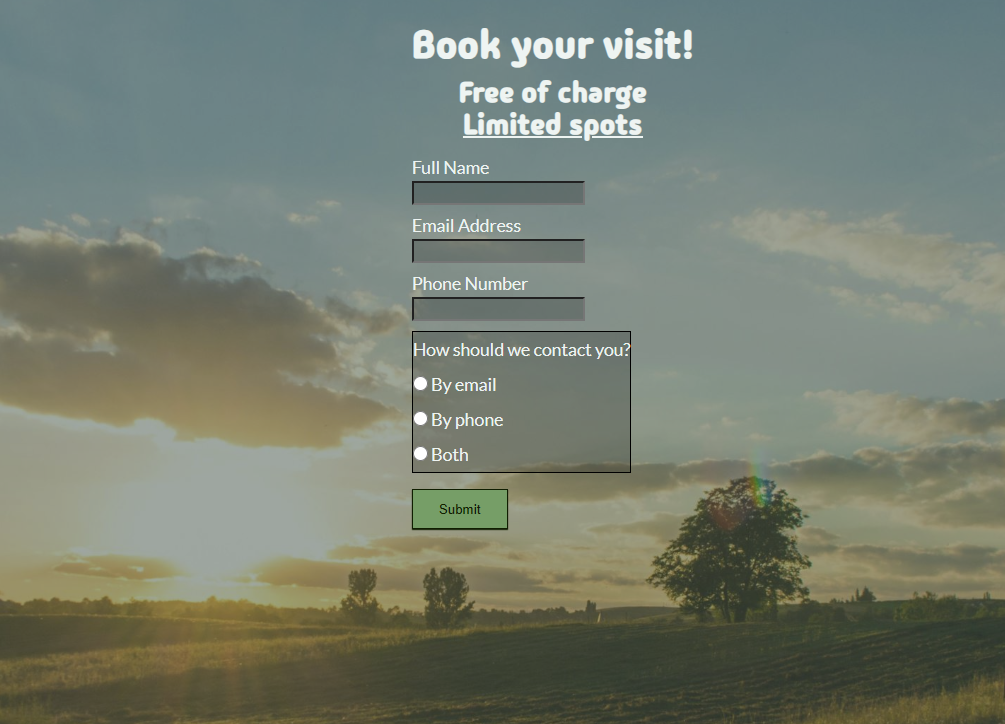 Book your visit!
Free of charge
Limited spots
Full Name
Email Address
Phone Number
How should we contact you?
By email
By phone
Both
Submit